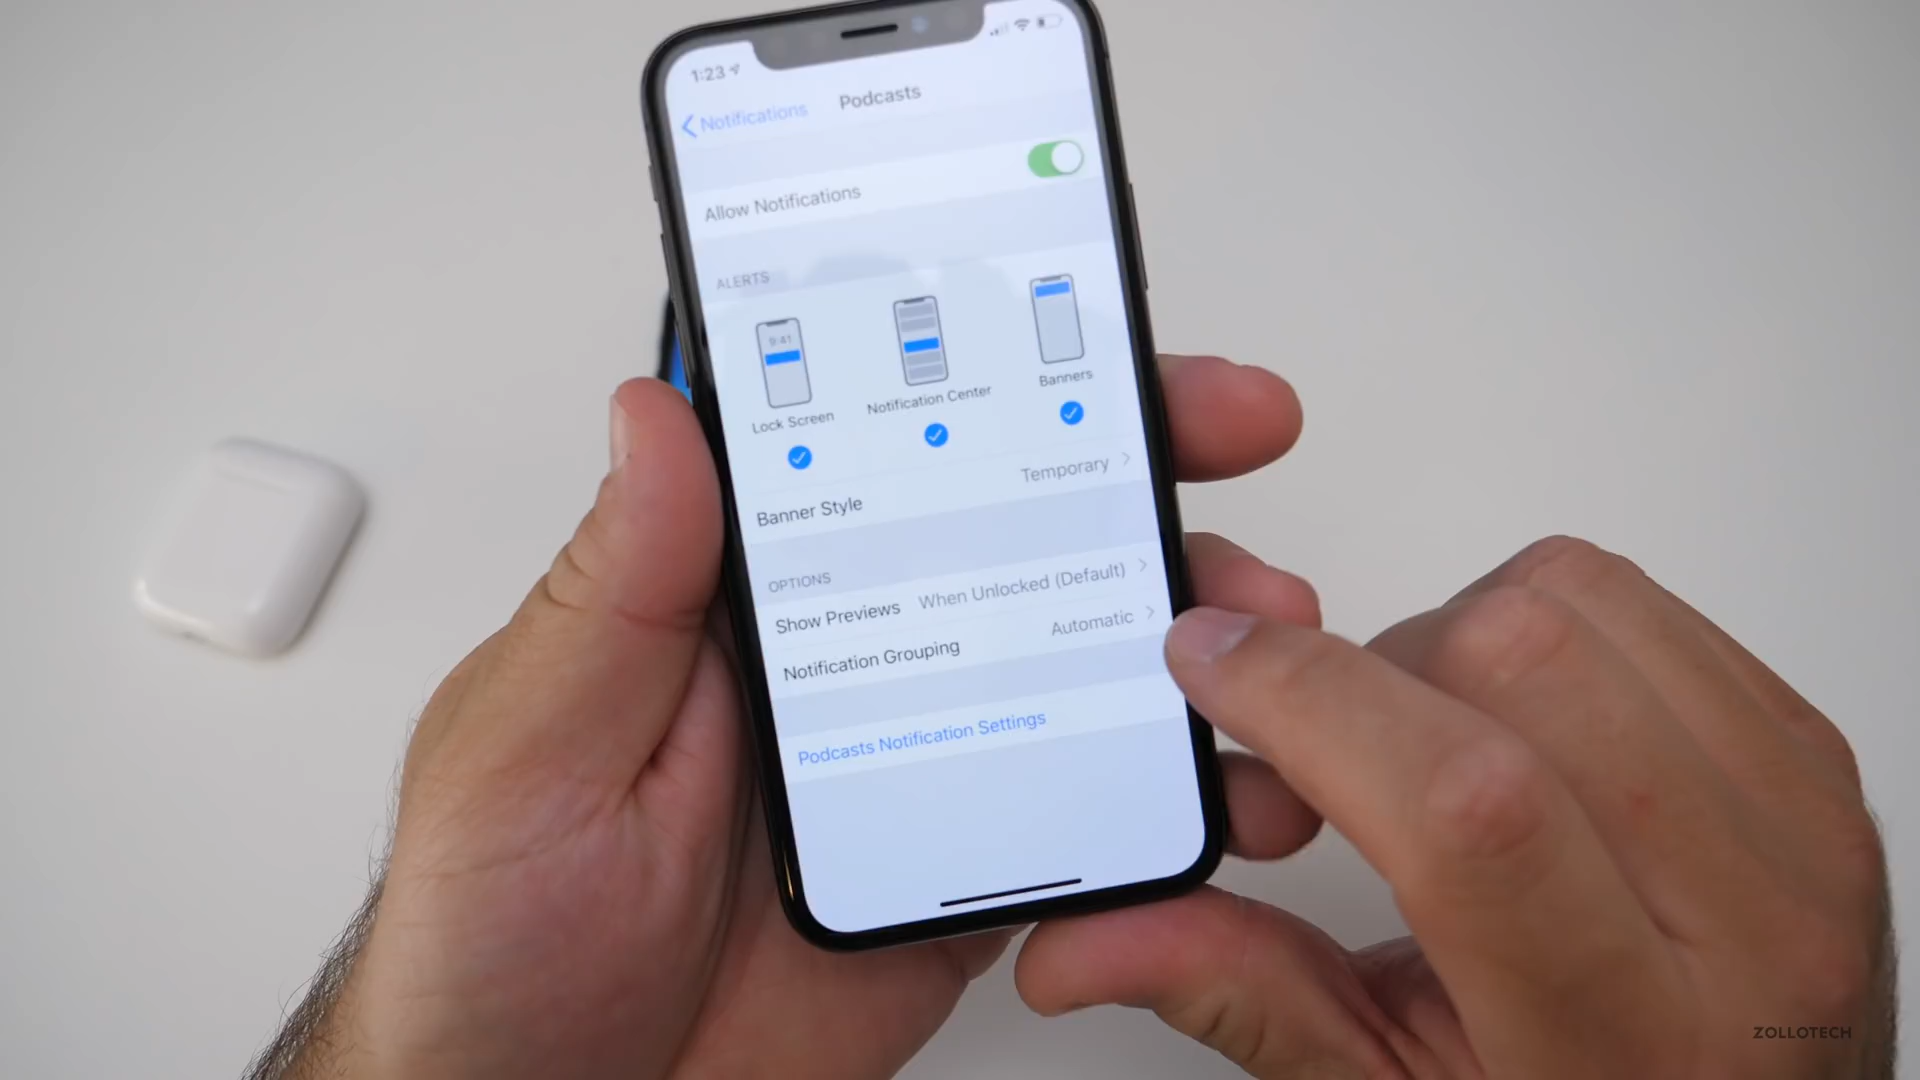 1:23
Notifications Podcasts
Allow Notifications
ALERTS
9:41
Lock Screen Notification Center Banners
Banner Style Temporary
OPTIONS
Show Previews When Unlocked (Default)
Notification Grouping Automatic
Podcasts Notification Settings
ZOLLOTECH